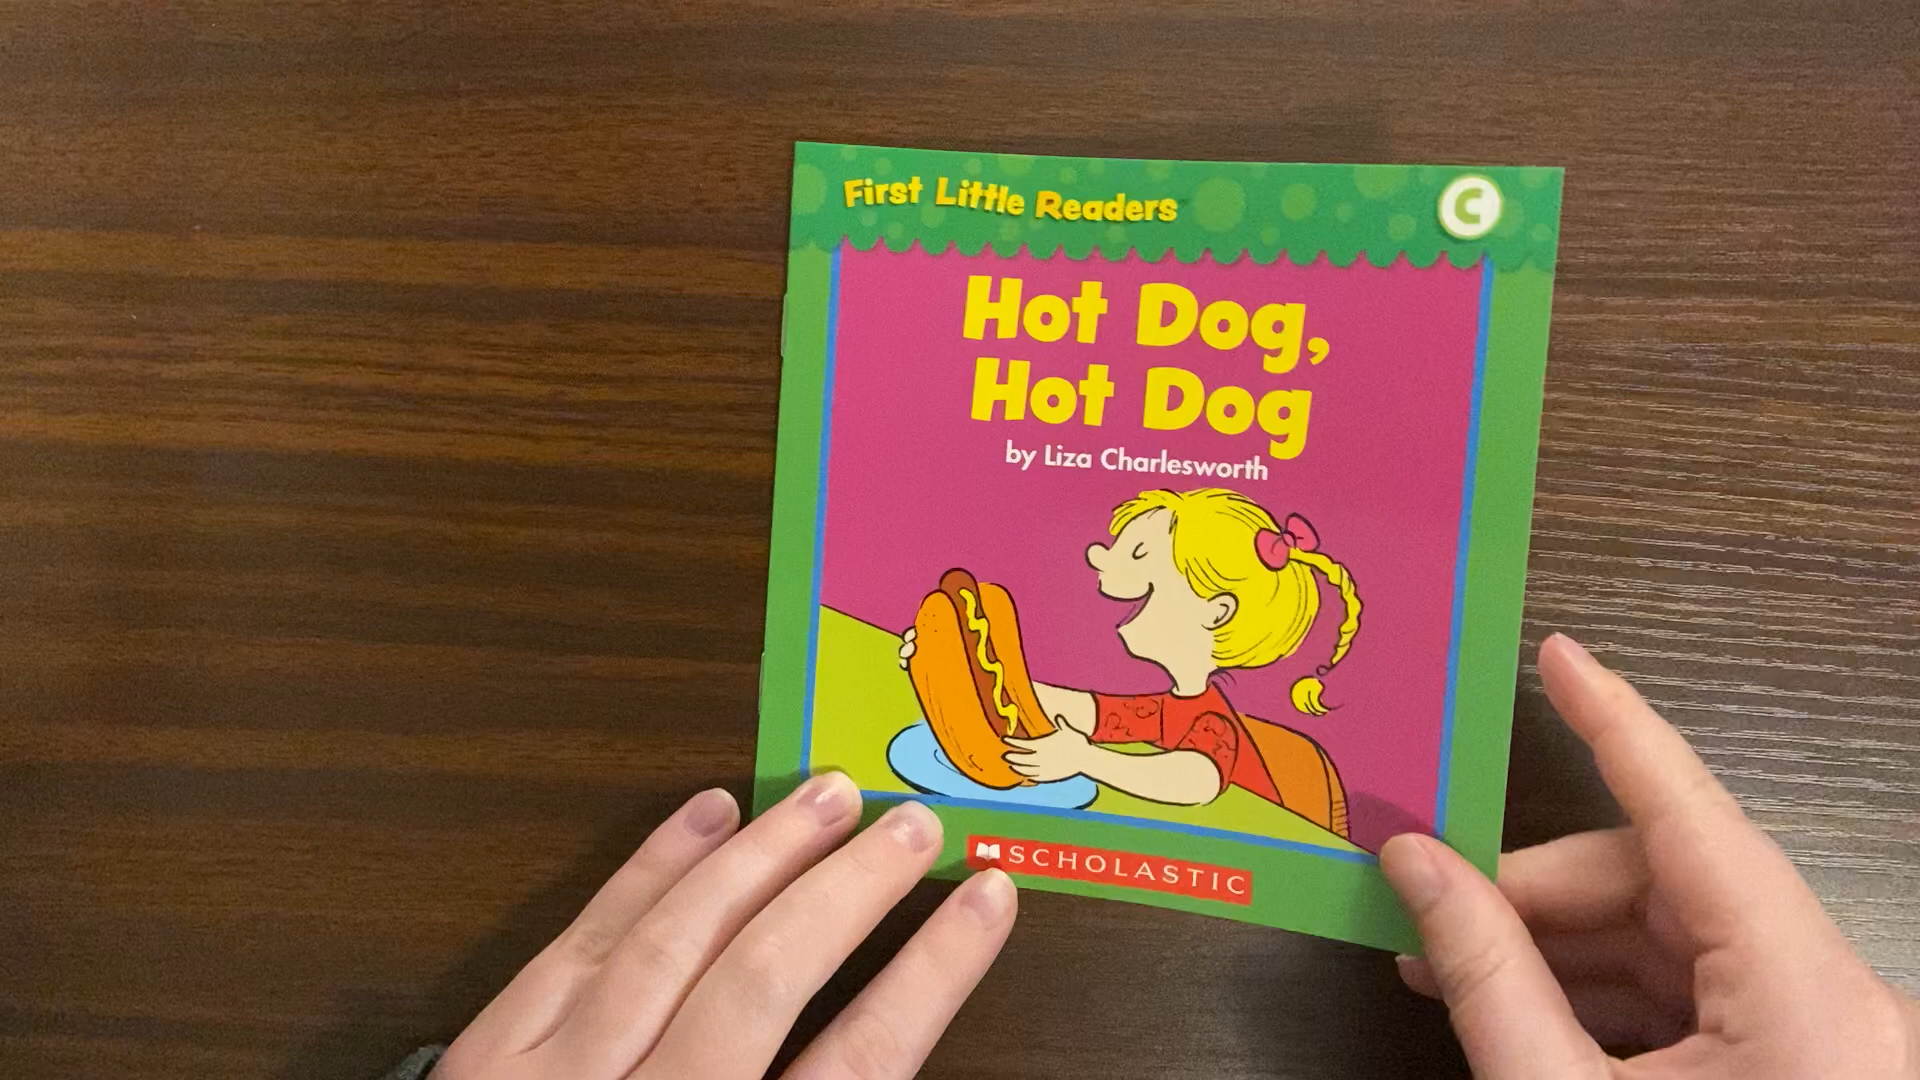 First Little Readers
C
Hot Dog,
Hot Dog
by Liza Charlesworth
SCHOLASTIC